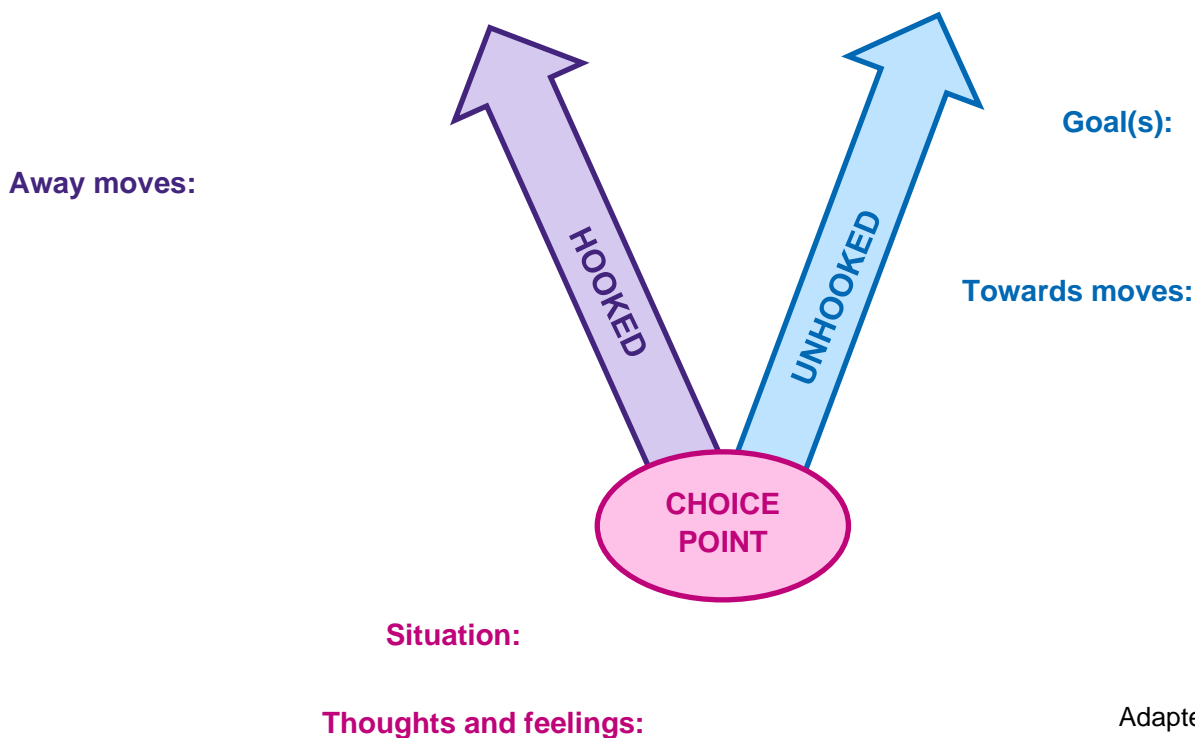 Goal(s):
Away moves:
HOOKED
UNHOOKED
Towards moves:
CHOICE
POINT
Situation:
Thoughts and feelings: